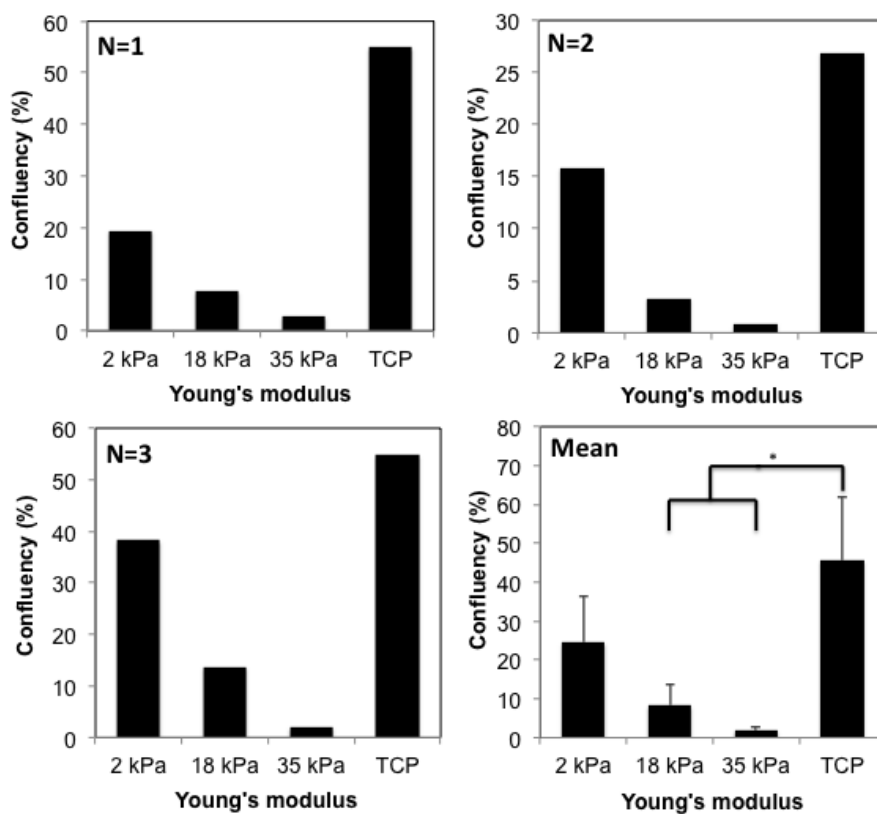 N=1
Confluency (%)
60
50
40
30
20
10
0
2 kPa 18 kPa 35 kPa TCP
Young's modulus
N=2
Confluency (%)
30
25
20
15
10
5
0
2 kPa 18 kPa 35 kPa TCP
Young's modulus
N=3
Confluency (%)
60
50
40
30
20
10
0
2 kPa 18 kPa 35 kPa TCP
Young's modulus
Mean
Confluency (%)
80
70
60
50
40
30
20
10
0
*
2 kPa 18 kPa 35 kPa TCP
Young's modulus